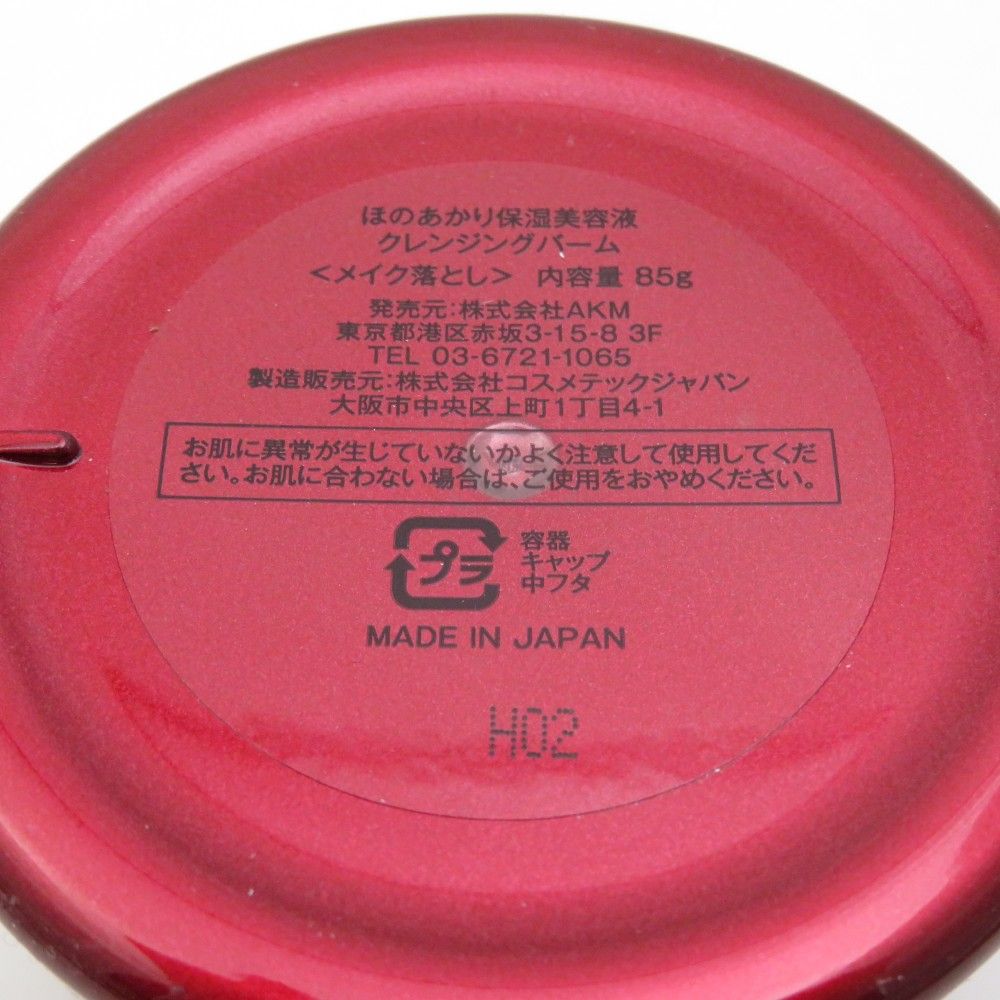 ほのあかり保湿美容液
クレンジングバーム
＜メイク落とし＞ 内容量 85g
発売元:株式会社AKM
東京都港区赤坂3-15-8 3F
TEL 03-6721-1065
製造販売元:株式会社コスメテックジャパン
大阪市中央区上町1丁目4-1
お肌に異常が生じていないかよく注意して使用してくだ
さい。お肌に合わない場合は、ご使用をおやめください。
プラ
容器
キャップ
中フタ
MADE IN JAPAN
H02